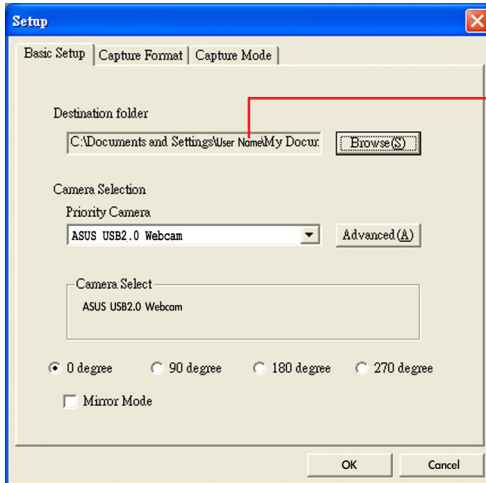 Setup
Basic Setup Capture Format Capture Mode
Destination folder
C:\Documents and Settings\User Name\My Docur Browse(S)
Camera Selection
Priority Camera
ASUS USB2.0 Webcam Advanced(A)
Camera Select
ASUS USB2.0 Webcam
0 degree 90 degree 180 degree 270 degree
Mirror Mode
OK Cancel